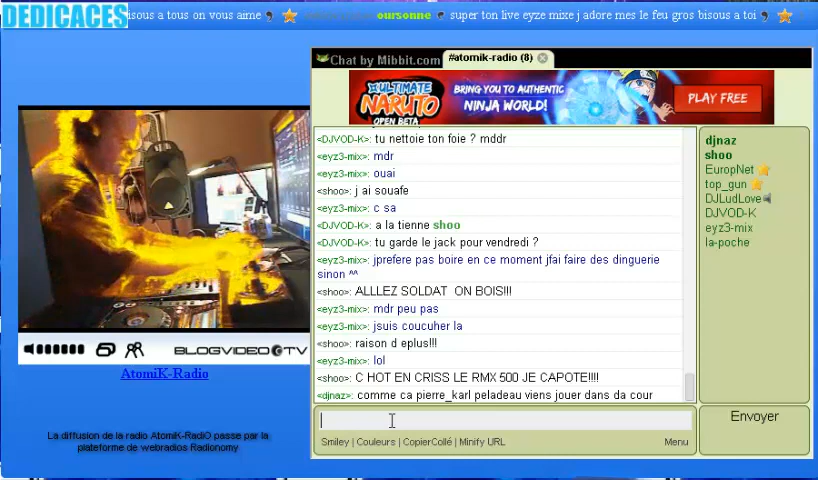 DEDICACES
isous a tous on vous aime
oursonne super ton live eyze mixe j adore mes le feu gros bisous a toi
Chat by Mibbit.com #atomik-radio (8)
ULTIMATE
NARUTO
OPEN BETA
BRING YOU TO AUTHENTIC
NINJA WORLD!
PLAY FREE
<DJVOD-K>: tu nettoie ton foie ? mddr
<eyz3-mix>: mdr
<eyz3-mix>: ouai
<shoo>: j ai souafe
<eyz3-mix>: c sa
<DJVOD-K>: a la tienne shoo
<DJVOD-K>: tu garde le jack pour vendredi ?
<eyz3-mix>: jprefere pas boire en ce moment jfai faire des dinguerie
sinon ^^
<shoo>: ALLLEZ SOLDAT ON BOIS!!!
<eyz3-mix>: mdr peu pas
<eyz3-mix>: jsuis coucuher la
<shoo>: raison d eplus!!!
<eyz3-mix>: lol
<shoo>: C HOT EN CRISS LE RMX 500 JE CAPOTE!!!!
<djnaz>: comme ca pierre_karl peladeau viens jouer dans da cour
djnaz
shoo
EuropNet
top_gun
DJLudLove
DJVOD-K
eyz3-mix
la-poche
Envoyer
Smiley | Couleurs | CopierCollé | Minify URL
Menu
BLOGVIDEO TV
AtomiK-Radio
La diffusion de la radio AtomiK-RadiO passe par la
plateforme de webradios Radionomy